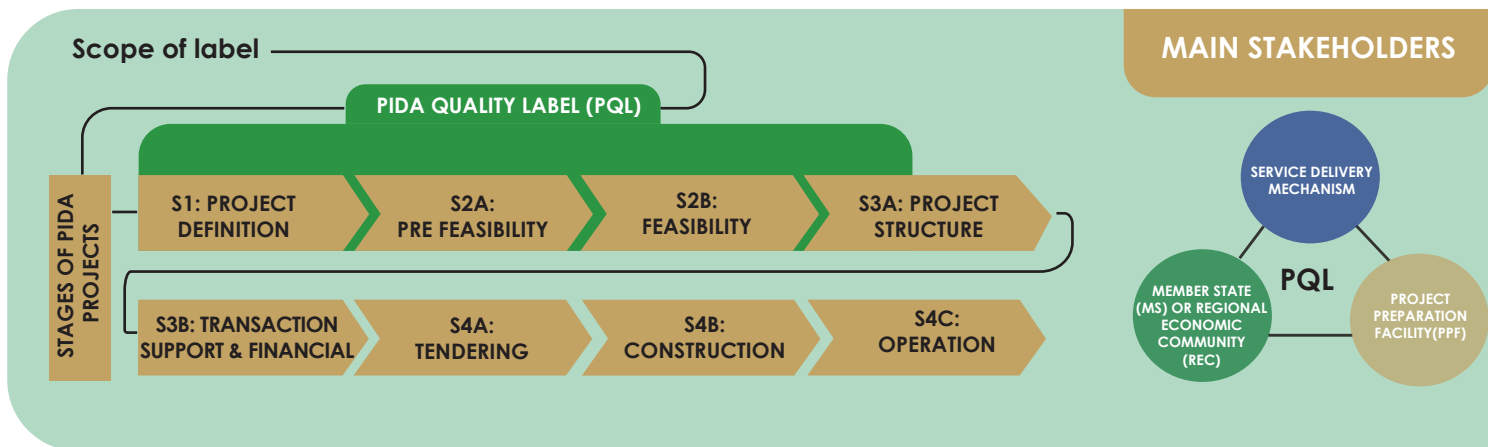 Scope of label
MAIN STAKEHOLDERS
PIDA QUALITY LABEL (PQL)
STAGES OF PIDA
PROJECTS
S1: PROJECT
DEFINITION
S2A:
PRE FEASIBILITY
S2B:
FEASIBILITY
S3A: PROJECT
STRUCTURE
S3B: TRANSACTION
SUPPORT & FINANCIAL
S4A:
TENDERING
S4B:
CONSTRUCTION
S4C:
OPERATION
SERVICE DELIVERY
MECHANISM
PQL
MEMBER STATE
(MS) OR REGIONAL
ECONOMIC
COMMUNITY
(REC)
PROJECT
PREPARATION
FACILITY(PPF)